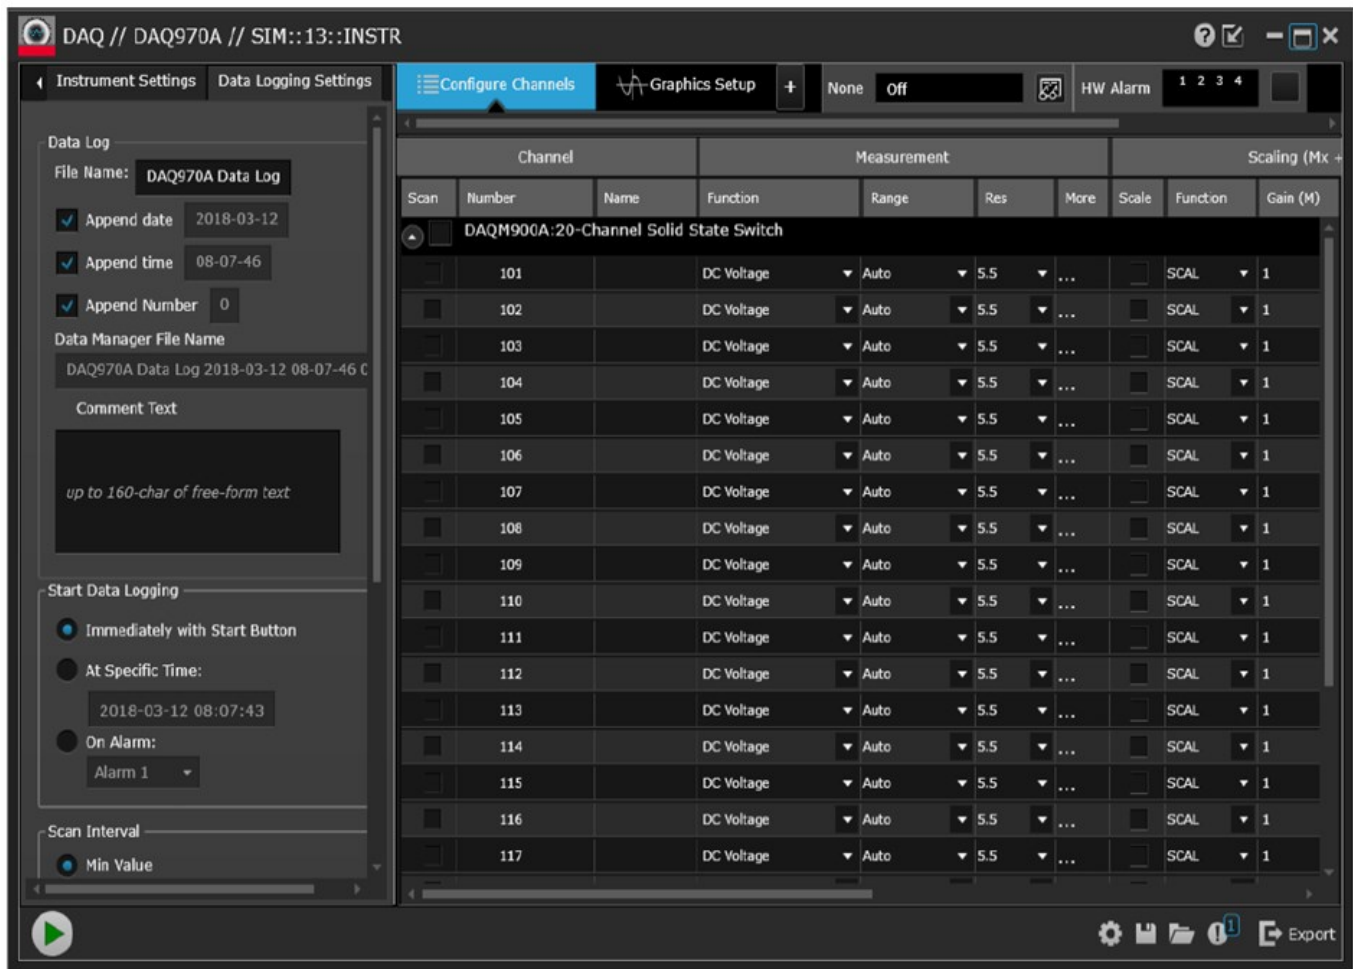 DAQ // DAQ970A // SIM::13::INSTR
Instrument Settings Data Logging Settings
Data Log
File Name: DAQ970A Data Log
Append date 2018-03-12
Append time 08-07-46
Append Number 0
Data Manager File Name
DAQ970A Data Log 2018-03-12 08-07-46
Comment Text
up to 160-char of free-form text
Start Data Logging
Immediately with Start Button
At Specific Time:
2018-03-12 08:07:43
On Alarm:
Alarm 1
Scan Interval
Min Value
Configure Channels Graphics Setup + None Off HW Alarm 1 2 3 4
Channel Measurement Scaling (Mx +
Scan Number Name Function Range Res More Scale Function Gain (M)
DAQM900A:20-Channel Solid State Switch
101 DC Voltage Auto 5.5 ... SCAL 1
102 DC Voltage Auto 5.5 ... SCAL 1
103 DC Voltage Auto 5.5 ... SCAL 1
104 DC Voltage Auto 5.5 ... SCAL 1
105 DC Voltage Auto 5.5 ... SCAL 1
106 DC Voltage Auto 5.5 ... SCAL 1
107 DC Voltage Auto 5.5 ... SCAL 1
108 DC Voltage Auto 5.5 ... SCAL 1
109 DC Voltage Auto 5.5 ... SCAL 1
110 DC Voltage Auto 5.5 ... SCAL 1
111 DC Voltage Auto 5.5 ... SCAL 1
112 DC Voltage Auto 5.5 ... SCAL 1
113 DC Voltage Auto 5.5 ... SCAL 1
114 DC Voltage Auto 5.5 ... SCAL 1
115 DC Voltage Auto 5.5 ... SCAL 1
116 DC Voltage Auto 5.5 ... SCAL 1
117 DC Voltage Auto 5.5 ... SCAL 1
1 Export